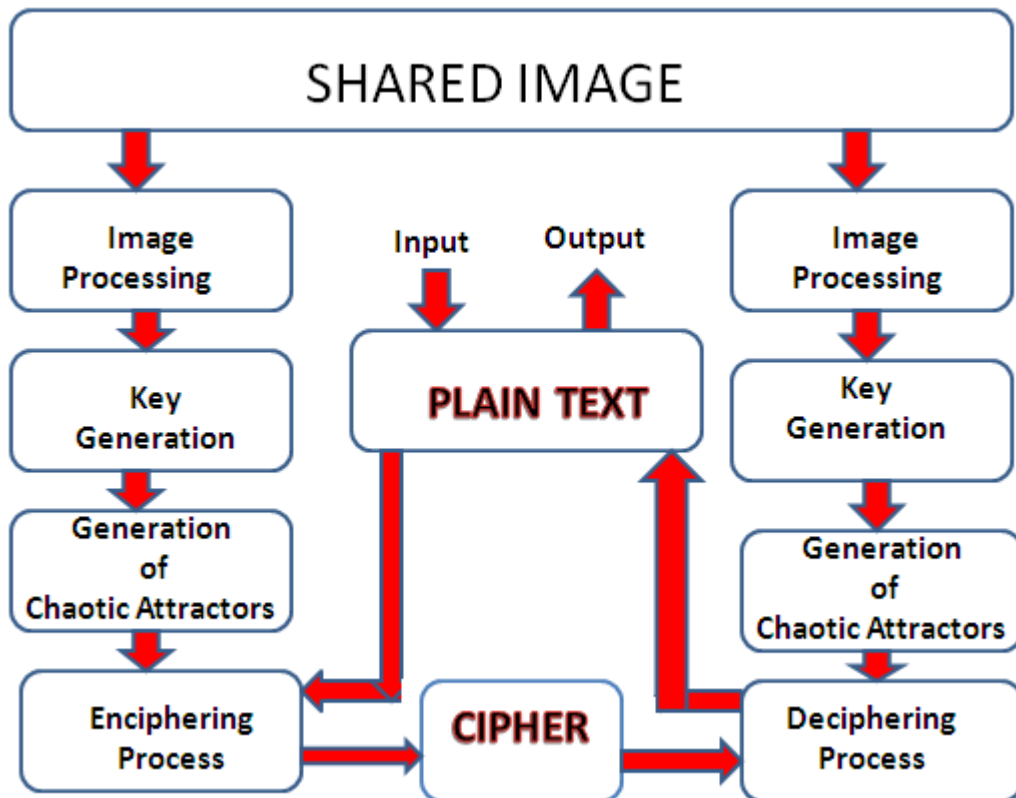 SHARED IMAGE
Image
Processing
Input
Output
Image
Processing
Key
Generation
PLAIN TEXT
Key
Generation
Generation
of
Chaotic Attractors
Generation
of
Chaotic Attractors
Enciphering
Process
CIPHER
Deciphering
Process